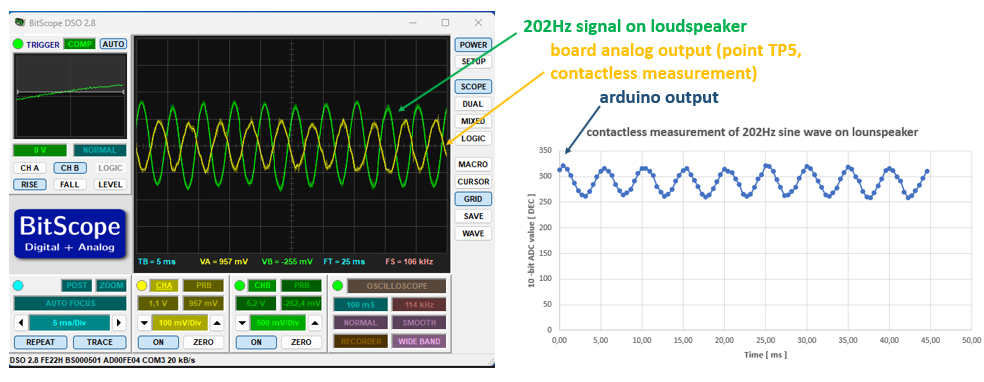 BitScope DSO 2.8
TRIGGER COMP AUTO
0 V NORMAL
CH A CH B LOGIC
RISE FALL LEVEL
BitScope
Digital + Analog
TB = 5 ms VA = 957 mV VB = -255 mV FT = 25 ms FS = 106 kHz
POWER
SETUP
SCOPE
DUAL
MIXED
LOGIC
MACRO
CURSOR
GRID
SAVE
WAVE
POST ZOOM
AUTO FOCUS
5 ms/Div
REPEAT TRACE
CHA PRB
1,1 V 957 mV
100 mV/Div
ON ZERO
CHB PRB
5,2 V -262,4 mV
500 mV/Div
ON ZERO
OSCILLOSCOPE
100 mS 114 kHz
NORMAL SMOOTH
RECORDER WIDE BAND
DSO 2.8 FE22H BS000501 AD00FE04 COM3 20 kB/s
202Hz signal on loudspeaker
board analog output (point TP5,
contactless measurement)
arduino output
contactless measurement of 202Hz sine wave on lounspeaker
10 -bit ADC value [ DEC ]
350
300
250
200
150
100
50
0
0,00 5,00 10,00 15,00 20,00 25,00 30,00 35,00 40,00 45,00 50,00
Time [ ms ]